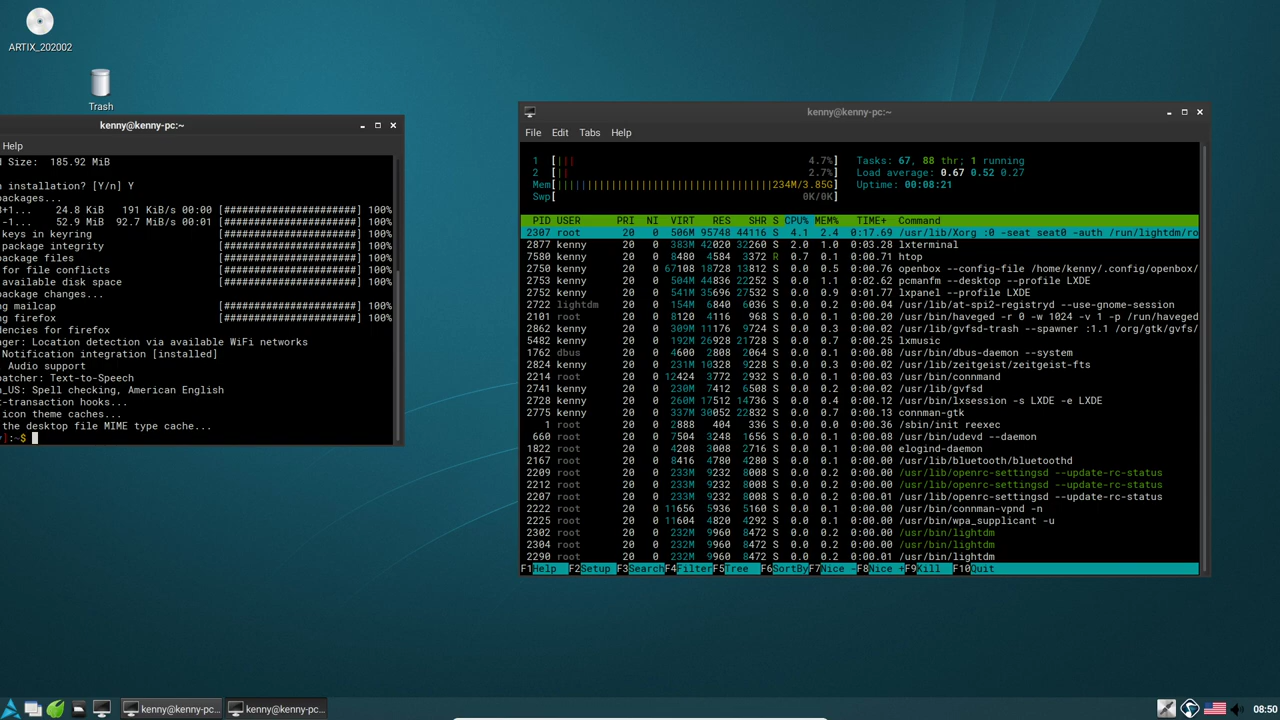 ARTIX_202002
Trash
kenny@kenny-pc:~
Help
d Size:  185.92 MiB
n installation? [Y/n] Y
packages...
8+1...    24.8 KiB   191 KiB/s 00:00 [######################] 100%
-1...    52.9 MiB  92.7 MiB/s 00:01 [######################] 100%
keys in keyring                      [######################] 100%
package integrity                    [######################] 100%
package files                        [######################] 100%
for file conflicts                   [######################] 100%
available disk space                 [######################] 100%
package changes...
ng mailcap                           [######################] 100%
ng firefox                           [######################] 100%
dencies for firefox
ager: Location detection via available WiFi networks
Notification integration [installed]
Audio support
patcher: Text-to-Speech
n_US: Spell checking, American English
t-transaction hooks...
icon theme caches...
the desktop file MIME type cache...
:~$
kenny@kenny-pc:~
File Edit Tabs Help
1 [||| 4.7%] Tasks: 67, 88 thr; 1 running
2 [|| 2.7%] Load average: 0.67 0.52 0.27
Mem[||||||||||||||||||||||||||||||||||||234M/3.85G] Uptime: 00:08:21
Swp[ 0K/0K]
PID USER PRI NI VIRT RES SHR S CPU% MEM% TIME+ Command
2307 root 20 0 506M 95748 44116 S 4.1 2.4 0:17.69 /usr/lib/Xorg :0 -seat seat0 -auth /run/lightdm/ro
2877 kenny 20 0 383M 42020 32260 S 2.0 1.0 0:03.28 lxterminal
7580 kenny 20 0 8480 4584 3372 R 0.7 0.1 0:00.71 htop
2750 kenny 20 0 67108 18728 13812 S 0.0 0.5 0:00.76 openbox --config-file /home/kenny/.config/openbox/
2753 kenny 20 0 504M 44836 32252 S 0.0 1.1 0:02.62 pcmanfm --desktop --profile LXDE
2752 kenny 20 0 541M 35696 27532 S 0.0 0.9 0:01.77 lxpanel --profile LXDE
2722 lightdm 20 0 154M 6840 6036 S 0.0 0.2 0:00.04 /usr/lib/at-spi2-registryd --use-gnome-session
2101 root 20 0 8120 4116 968 S 0.0 0.1 0:00.20 /usr/bin/haveged -r 0 -w 1024 -v 1 -p /run/haveged
2862 kenny 20 0 309M 11176 9724 S 0.0 0.3 0:00.02 /usr/lib/gvfsd-trash --spawner :1.1 /org/gtk/gvfs/
5482 kenny 20 0 192M 26928 21728 S 0.0 0.7 0:00.25 lxmusic
1762 dbus 20 0 4600 2808 2064 S 0.0 0.1 0:00.03 /usr/bin/dbus-daemon --system
2824 kenny 20 0 231M 10328 9228 S 0.0 0.3 0:00.02 /usr/lib/zeitgeist/zeitgeist-fts
2214 root 20 0 12424 3772 2932 S 0.0 0.1 0:00.03 /usr/bin/connmand
2741 kenny 20 0 230M 7412 6508 S 0.0 0.2 0:00.02 /usr/lib/gvfsd
2728 kenny 20 0 260M 17512 14736 S 0.0 0.4 0:00.12 /usr/bin/lxsession -s LXDE -e LXDE
2775 kenny 20 0 337M 30052 22832 S 0.0 0.7 0:00.13 connman-gtk
1 root 20 0 2888 404 336 S 0.0 0.0 0:00.36 /sbin/init reexec
660 root 20 0 7504 3248 1656 S 0.0 0.1 0:00.08 /usr/bin/udevd --daemon
1822 root 20 0 4208 3008 2716 S 0.0 0.1 0:00.09 elogind-daemon
2167 root 20 0 8416 4780 4280 S 0.0 0.1 0:00.00 /usr/lib/bluetooth/bluetoothd
2209 root 20 0 233M 9232 8008 S 0.0 0.2 0:00.00 /usr/lib/openrc-settingsd --update-rc-status
2212 root 20 0 233M 9232 8008 S 0.0 0.2 0:00.00 /usr/lib/openrc-settingsd --update-rc-status
2207 root 20 0 233M 9232 8008 S 0.0 0.2 0:00.01 /usr/lib/openrc-settingsd --update-rc-status
2222 root 20 0 11656 5936 5160 S 0.0 0.1 0:00.00 /usr/bin/connman-vpnd -n
2225 root 20 0 11604 4820 4292 S 0.0 0.1 0:00.00 /usr/bin/wpa_supplicant -u
2302 root 20 0 232M 9960 8472 S 0.0 0.2 0:00.00 /usr/bin/lightdm
2304 root 20 0 232M 9960 8472 S 0.0 0.2 0:00.00 /usr/bin/lightdm
2290 root 20 0 232M 9960 8472 S 0.0 0.2 0:00.01 /usr/bin/lightdm
F1Help F2Setup F3Search F4Filter F5Tree F6SortBy F7Nice - F8Nice + F9Kill F10Quit
kenny@kenny-pc... kenny@kenny-pc:... 08:50